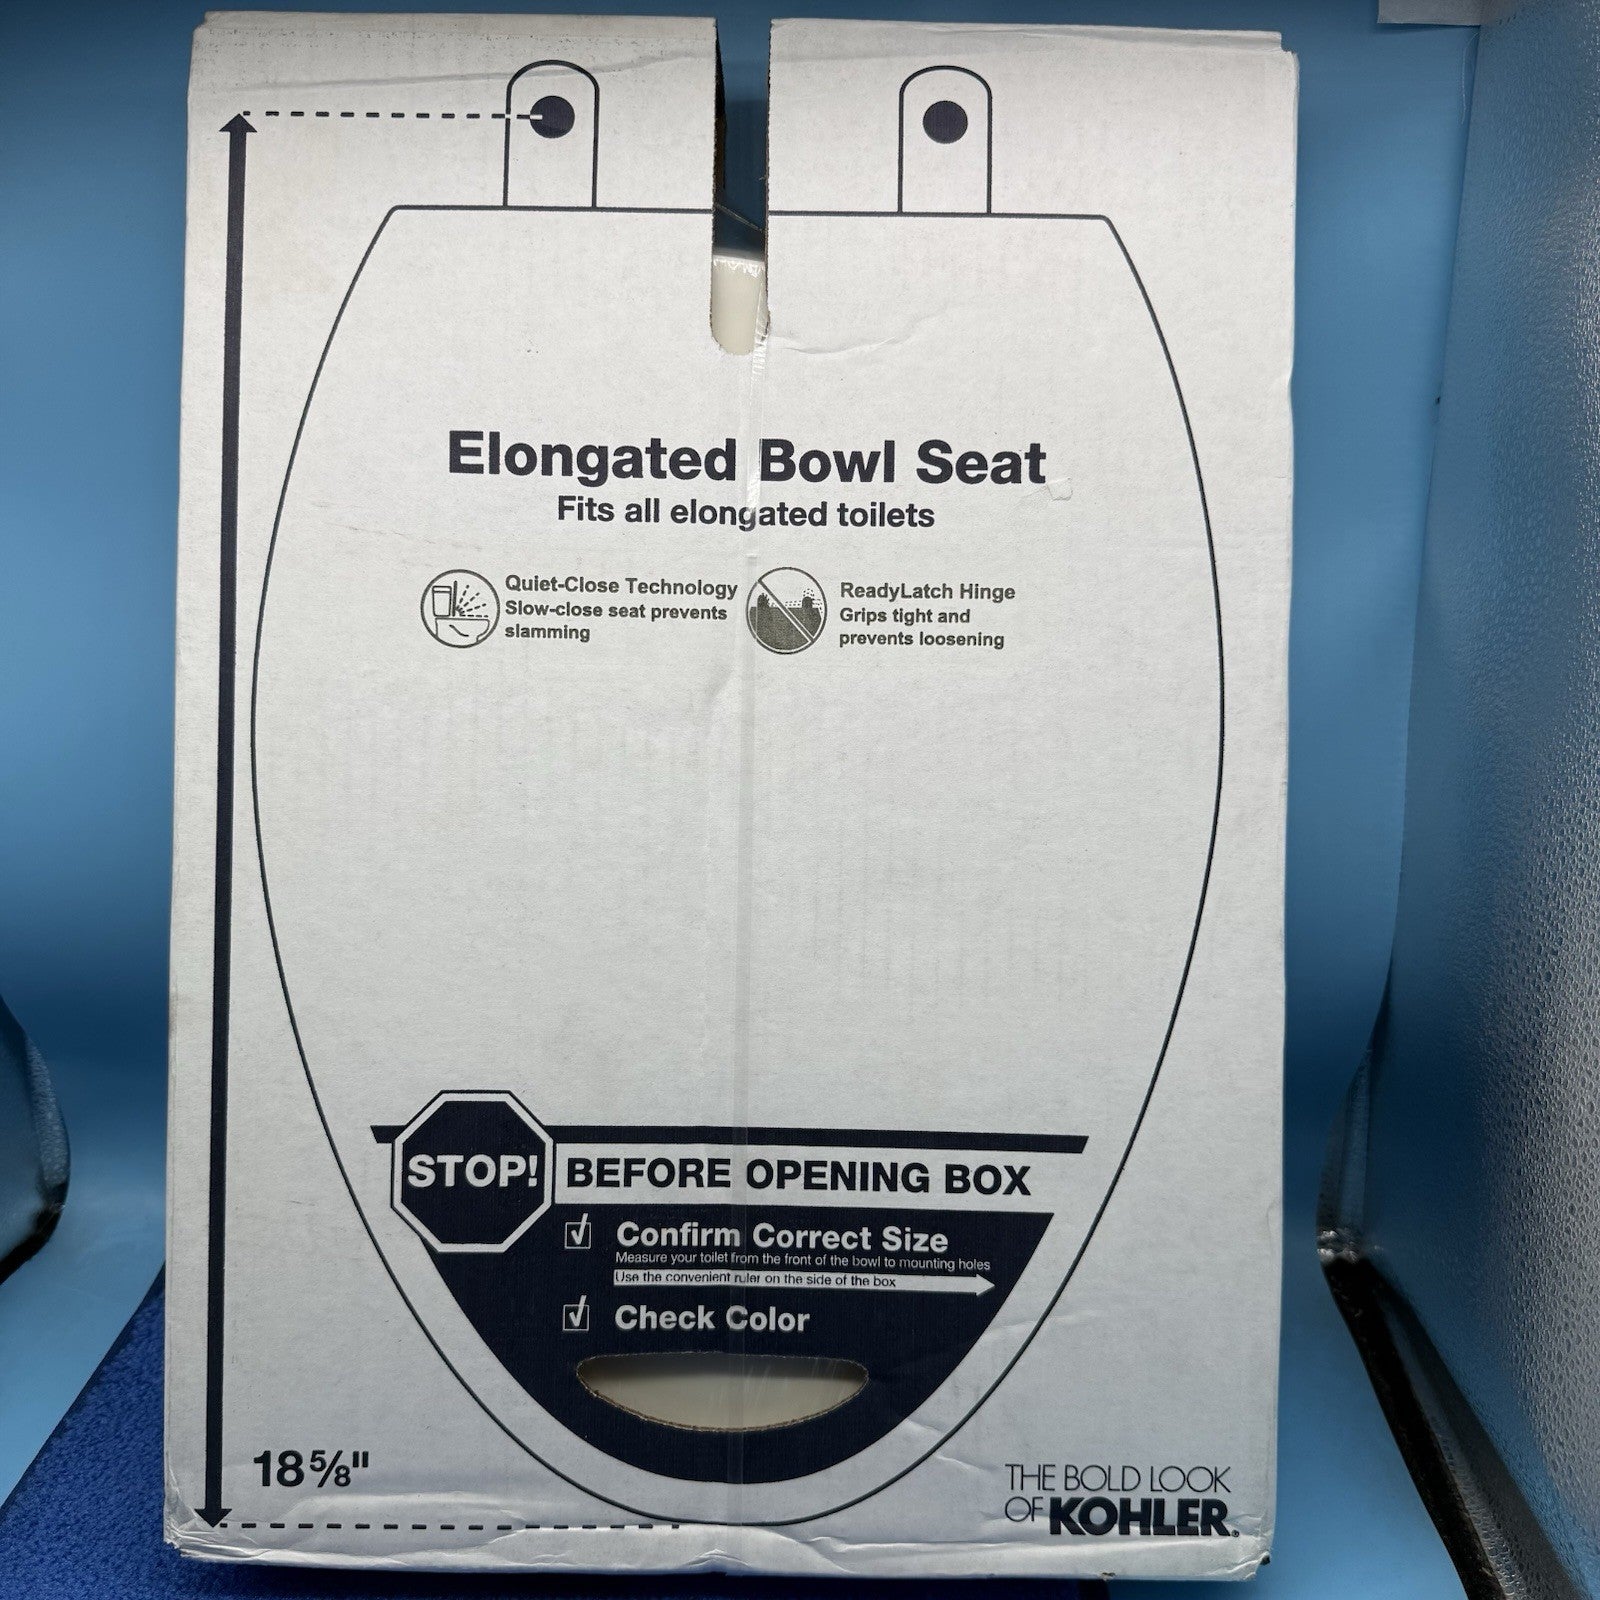 Elongated Bowl Seat
Fits all elongated toilets
Quiet-Close Technology
Slow-close seat prevents
slamming
ReadyLatch Hinge
Grips tight and
prevents loosening
STOP! BEFORE OPENING BOX
Confirm Correct Size
Measure your toilet from the front of the bowl to mounting holes
Use the convenient ruler on the side of the box
Check Color
18⅝"
THE BOLD LOOK
OF KOHLER®